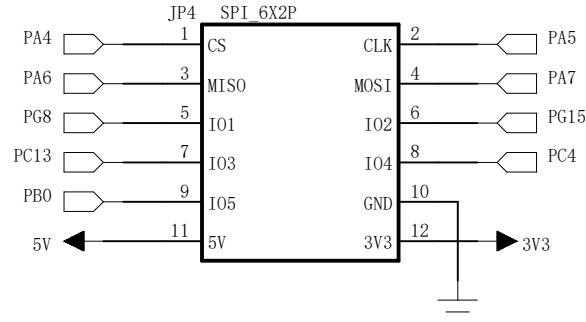 JP4 SPI_6X2P
PA4 1 CS CLK 2 PA5
PA6 3 MISO MOSI 4 PA7
PG8 5 IO1 IO2 6 PG15
PC13 7 IO3 IO4 8 PC4
PB0 9 IO5 GND 10
5V 11 5V 3V3 12 3V3